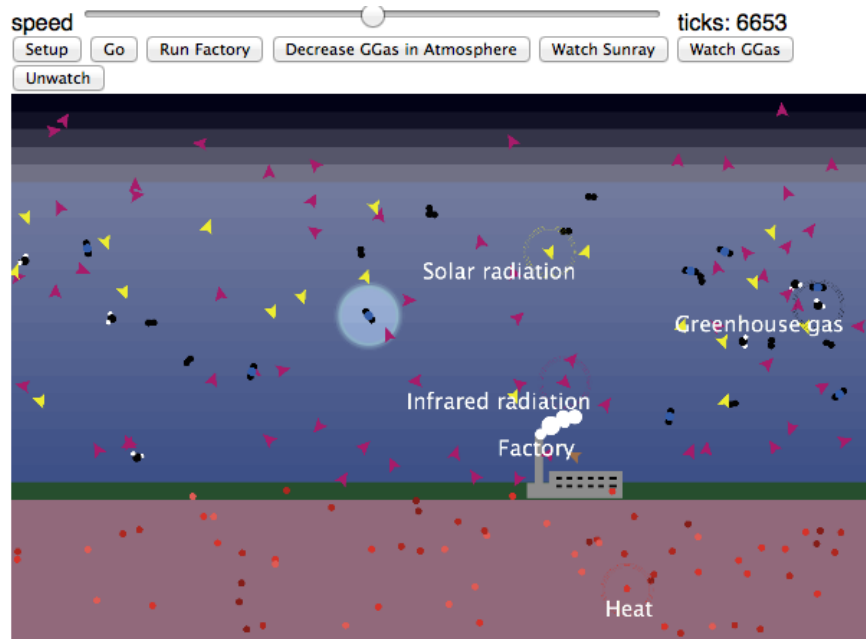 speed ticks: 6653
Setup Go Run Factory Decrease GGas in Atmosphere Watch Sunray Watch GGas
Unwatch
Solar radiation
Greenhouse gas
Infrared radiation
Factory
Heat